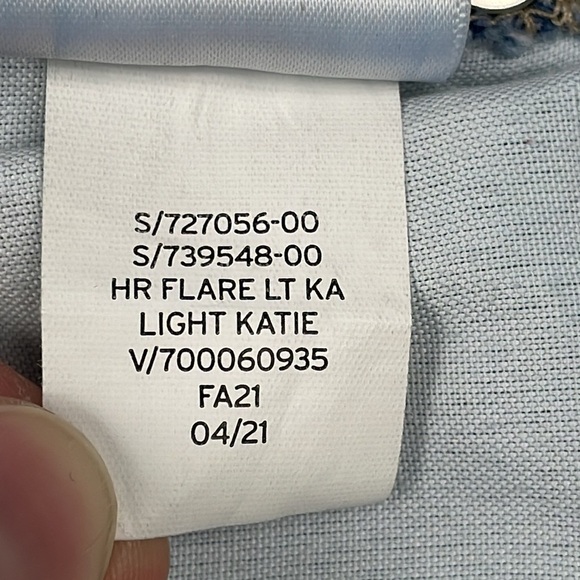 S/727056-00
S/739548-00
HR FLARE LT KA
LIGHT KATIE
V/700060935
FA21
04/21